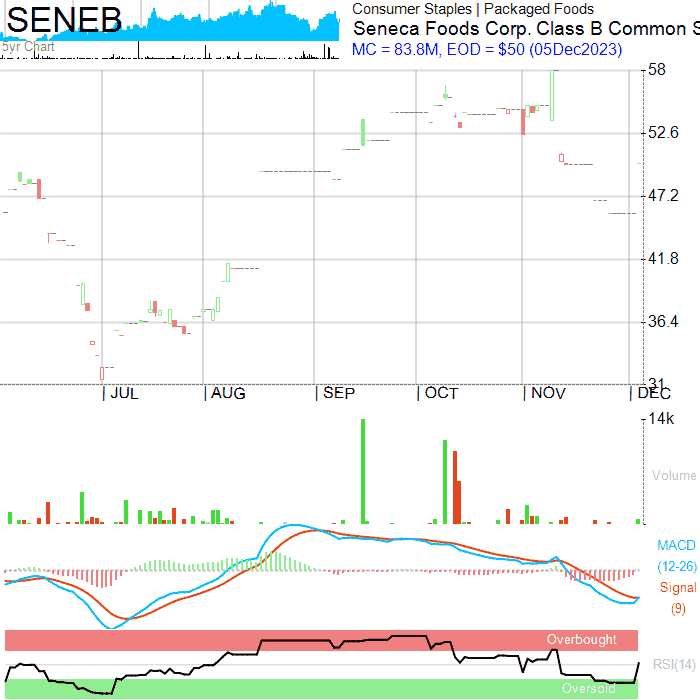 SENEB
5yr Chart
Consumer Staples | Packaged Foods
Seneca Foods Corp. Class B Common S
MC = 83.8M, EOD = $50 (05Dec2023)
58
52.6
47.2
41.8
36.4
31
| JUL | AUG | SEP | OCT | NOV | DEC
14k
Volume
MACD
(12-26)
Signal
(9)
Overbought
RSI(14)
Oversold